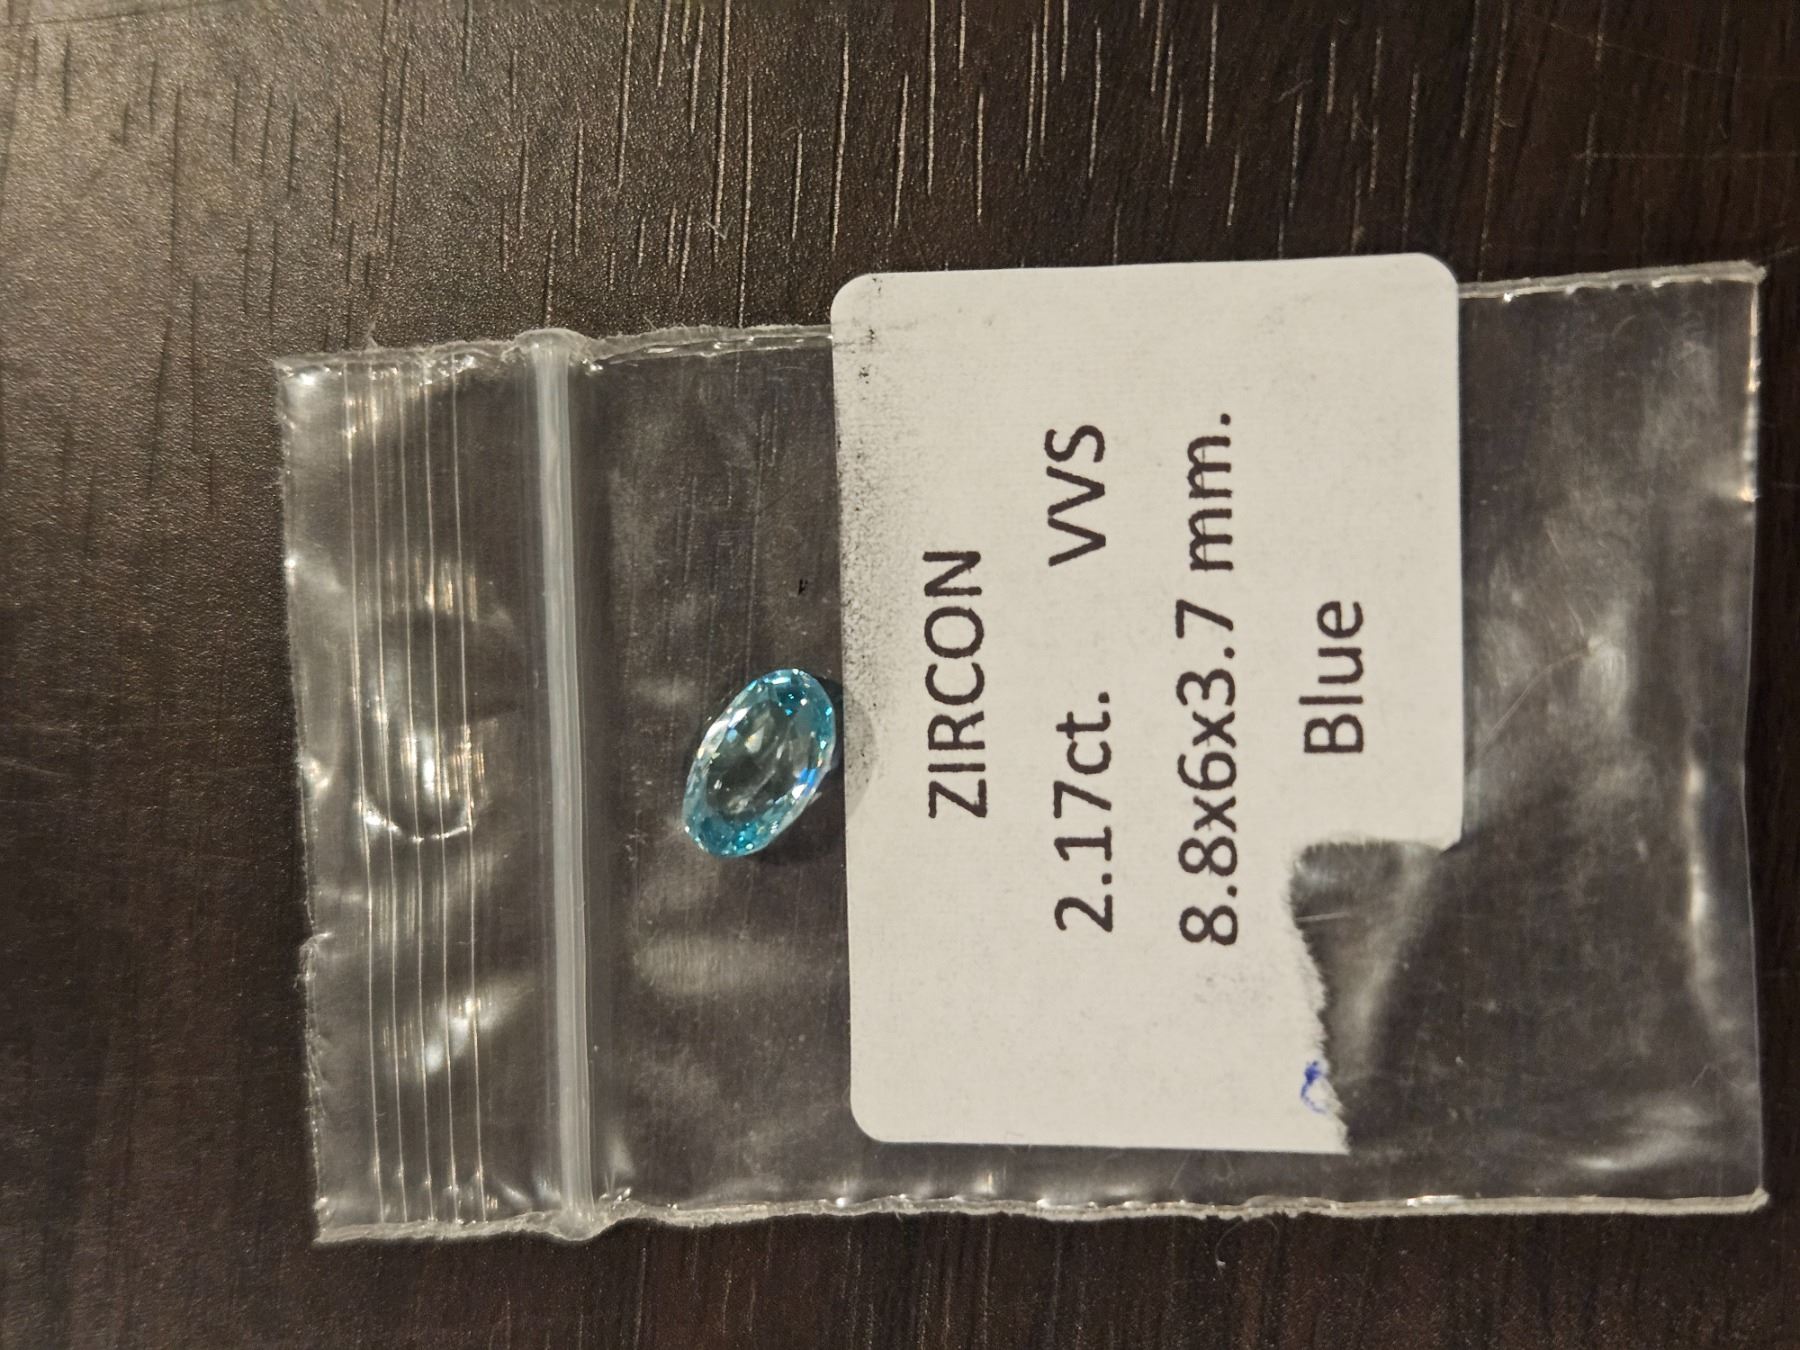 ZIRCON
2.17ct. VVS
8.8x6x3.7 mm.
Blue